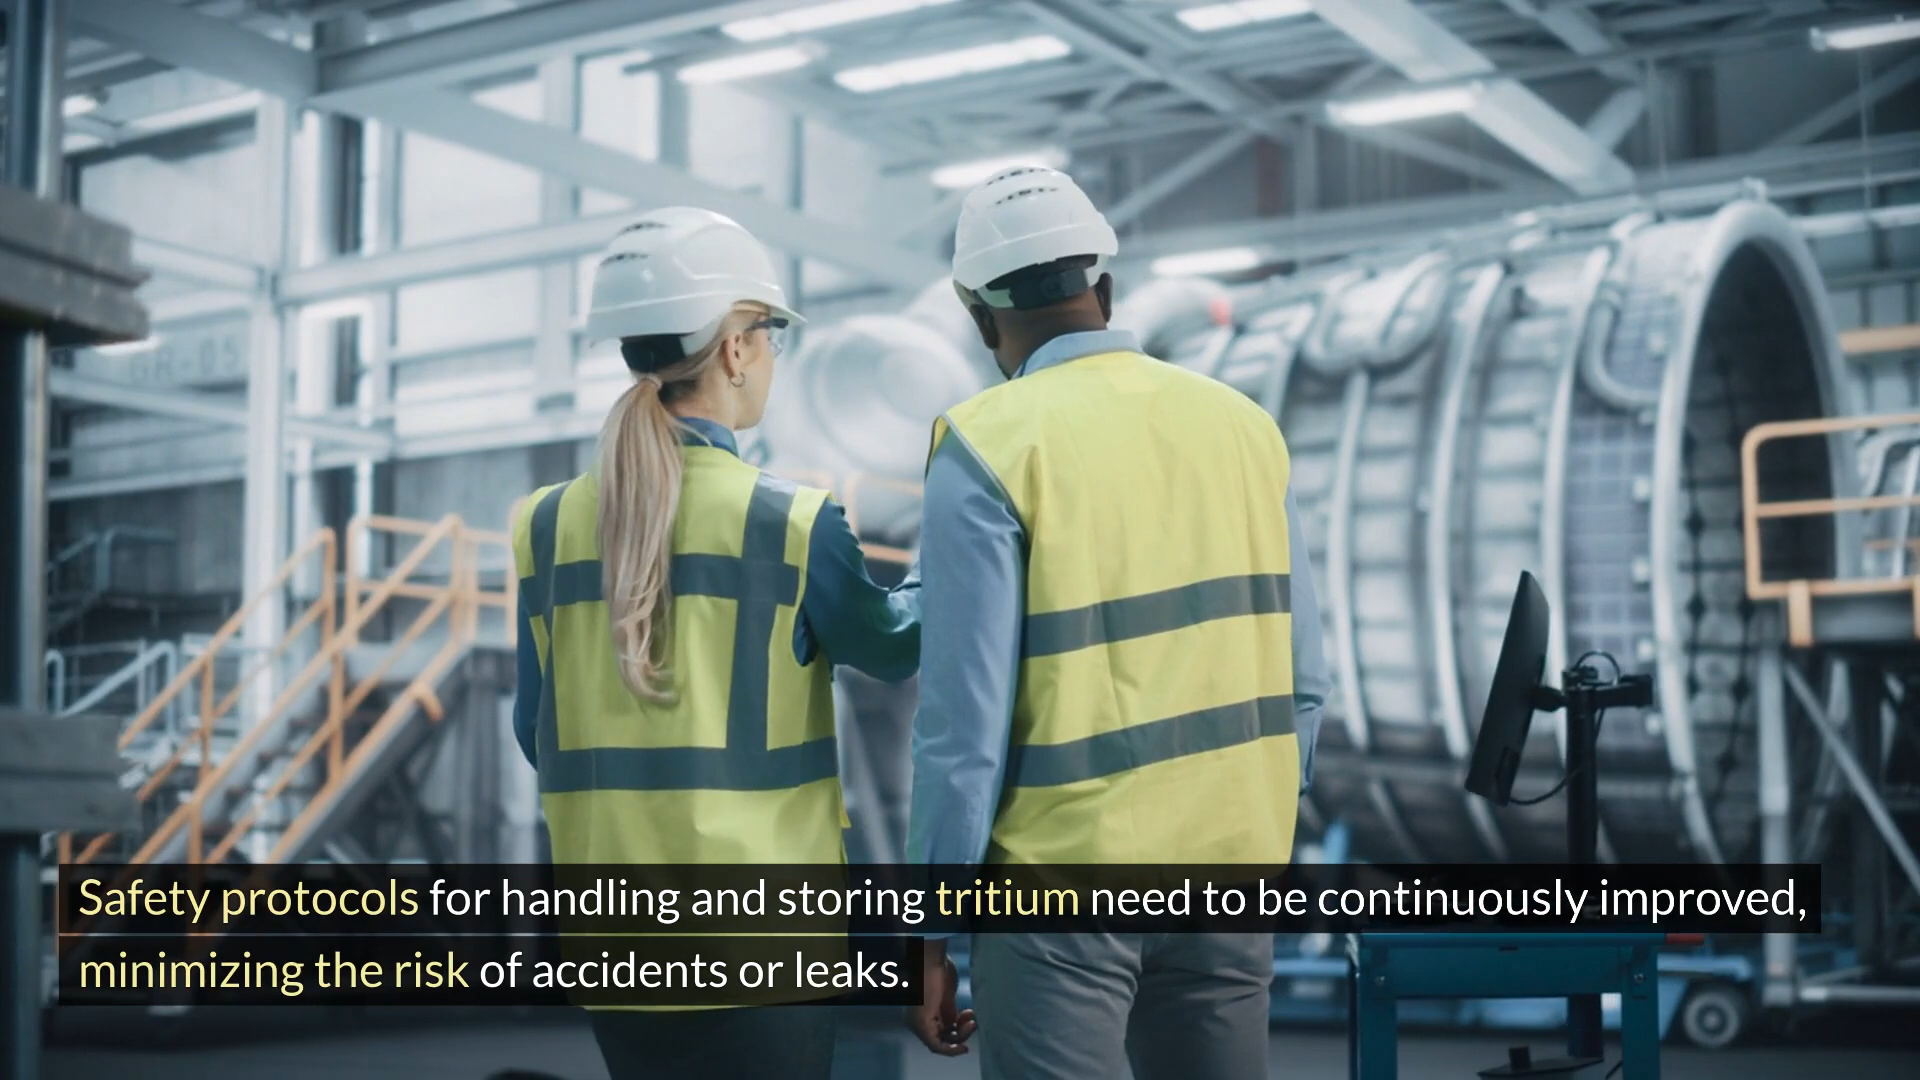 Safety protocols for handling and storing tritium need to be continuously improved,
minimizing the risk of accidents or leaks.